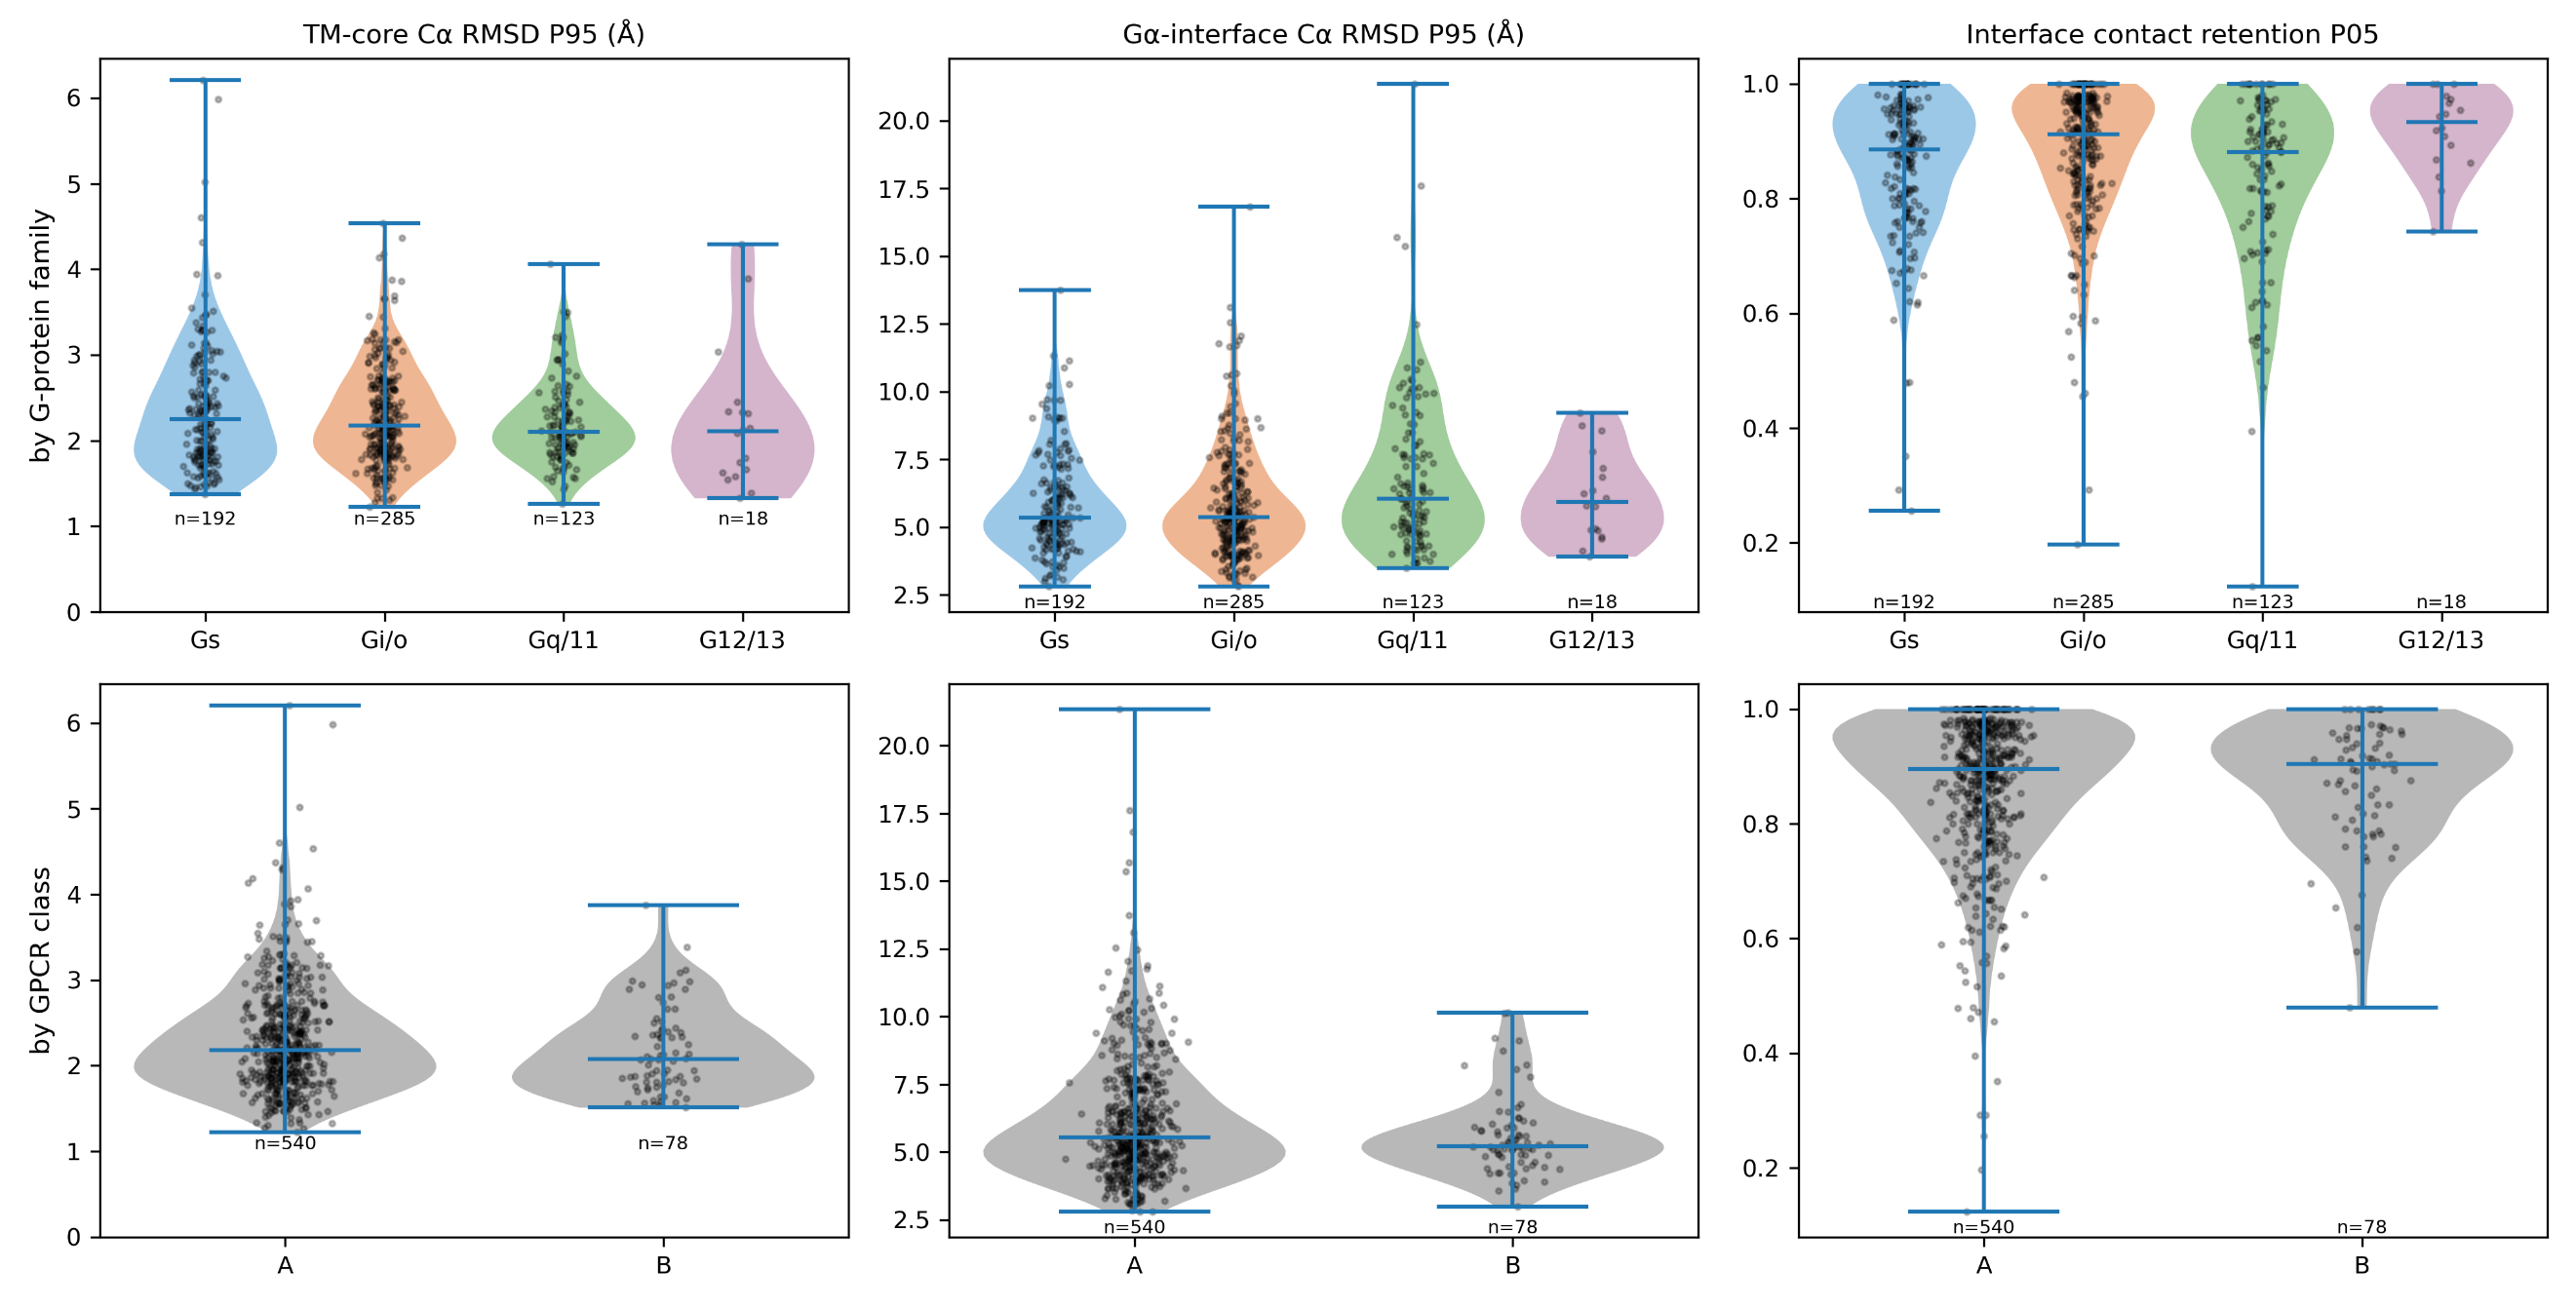 TM-core Cα RMSD P95 (Å)
Gα-interface Cα RMSD P95 (Å)
Interface contact retention P05
by G-protein family
6
5
4
3
2
1
0
n=192
n=285
n=123
n=18
Gs
Gi/o
Gq/11
G12/13
20.0
17.5
15.0
12.5
10.0
7.5
5.0
2.5
n=192
n=285
n=123
n=18
Gs
Gi/o
Gq/11
G12/13
1.0
0.8
0.6
0.4
0.2
n=192
n=285
n=123
n=18
Gs
Gi/o
Gq/11
G12/13
by GPCR class
6
5
4
3
2
1
0
n=540
n=78
A
B
20.0
17.5
15.0
12.5
10.0
7.5
5.0
2.5
n=540
n=78
A
B
1.0
0.8
0.6
0.4
0.2
n=540
n=78
A
B